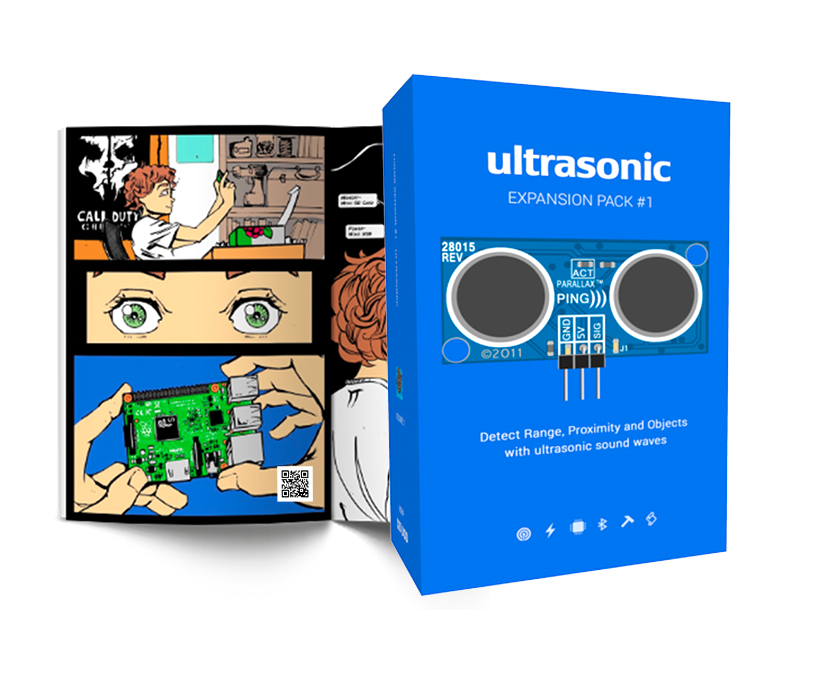 CALL DUTY
ultrasonic
EXPANSION PACK #1
28015
REV
ACT
PARALLAX™
PING)))
GND
5V
SIG
J1
©2011
Detect Range, Proximity and Objects
with ultrasonic sound waves